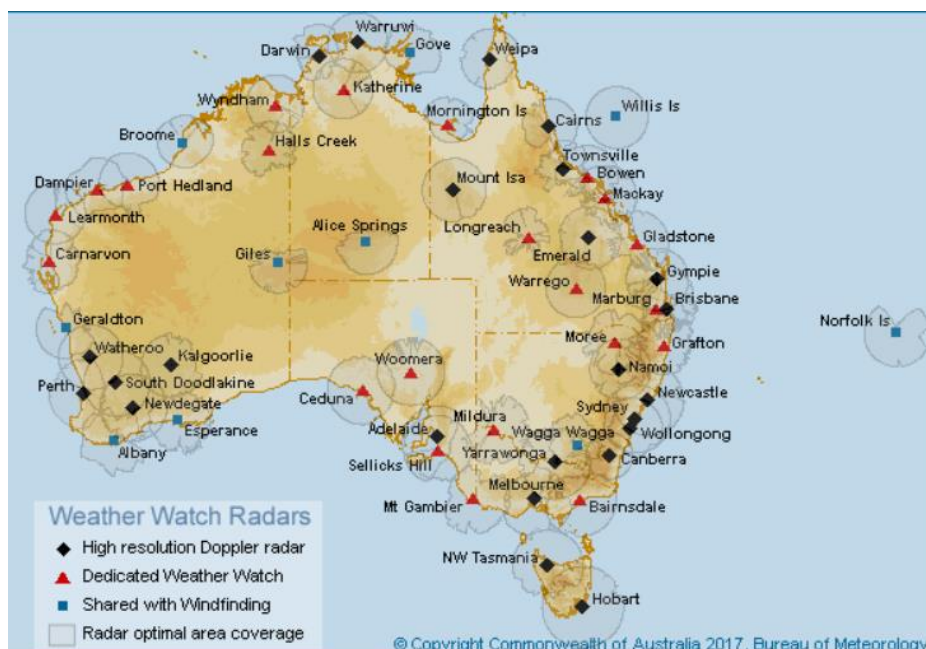 Warruwi
Darwin
Gove
Weipa
Katherine
Wyndham
Mornington Is
Willis Is
Cairns
Broome
Halls Creek
Townsville
Bowen
Dampier
Port Hedland
Mount Isa
Mackay
Learmonth
Alice Springs
Longreach
Gladstone
Carnarvon
Giles
Emerald
Gympie
Warrego
Marburg
Brisbane
Geraldton
Norfolk Is
Moree
Grafton
Watheroo
Kalgoorlie
Woomera
Namoi
Perth
South Doodlakine
Ceduna
Newcastle
Newdegate
Mildura
Sydney
Esperance
Adelaide
Wagga Wagga
Wollongong
Albany
Yarrawonga
Canberra
Sellicks Hill
Melbourne
Mt Gambier
Bairnsdale
Weather Watch Radars
High resolution Doppler radar
NW Tasmania
Dedicated Weather Watch
Shared with Windfinding
Hobart
Radar optimal area coverage
© Copyright Commonwealth of Australia 2017, Bureau of Meteorology